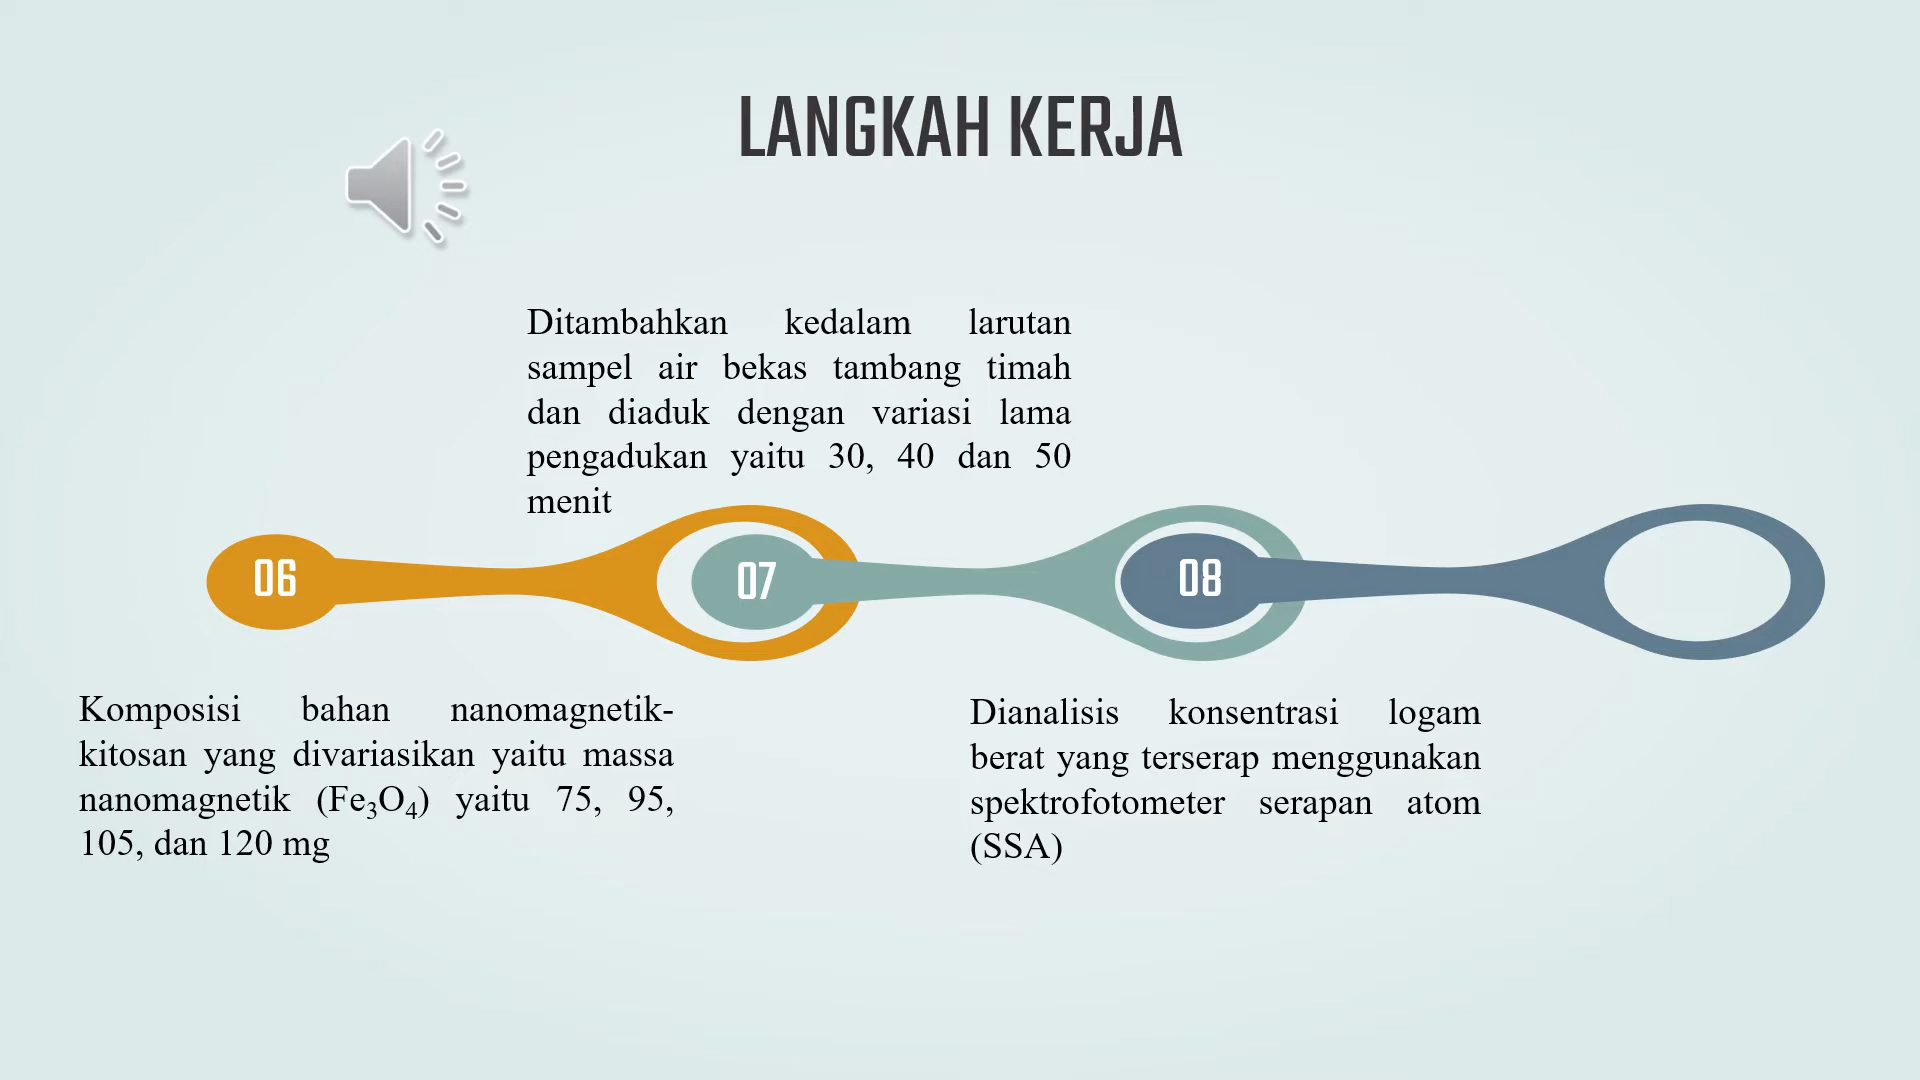 LANGKAH KERJA
Ditambahkan kedalam larutan
sampel air bekas tambang timah
dan diaduk dengan variasi lama
pengadukan yaitu 30, 40 dan 50
menit
06
07
08
Komposisi bahan nanomagnetik-
kitosan yang divariasikan yaitu massa
nanomagnetik (Fe₃O₄) yaitu 75, 95,
105, dan 120 mg
Dianalisis konsentrasi logam
berat yang terserap menggunakan
spektrofotometer serapan atom
(SSA)